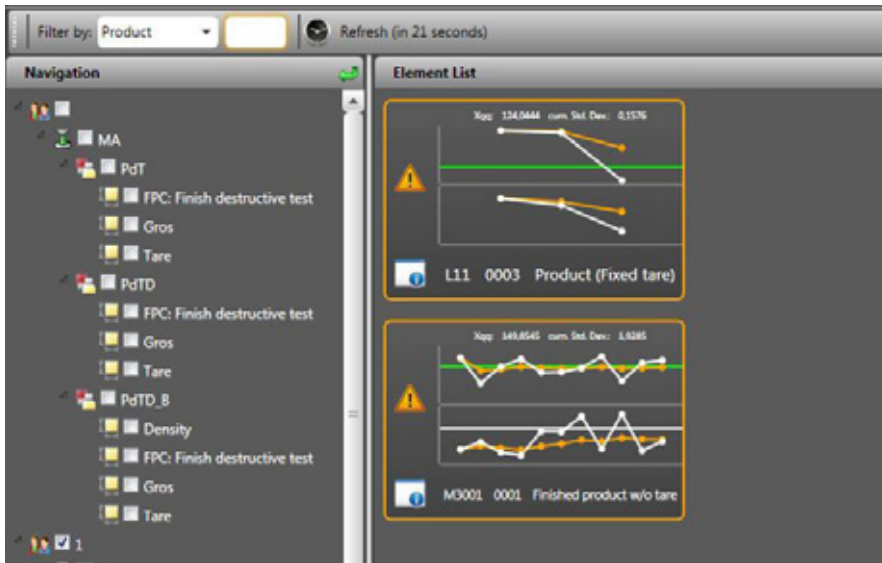 Filter by: Product
Refresh (in 21 seconds)
Navigation
MA
PdT
FPC: Finish destructive test
Gros
Tare
PdTD
FPC: Finish destructive test
Gros
Tare
PdTD_B
Density
FPC: Finish destructive test
Gros
Tare
1
Element List
134,0444 cum. Std. Dev.: 0,1576
L11 0003 Product (Fixed tare)
149,8545 cum. Std. Dev.: 1,9285
M3001 0001 Finished product w/o tare